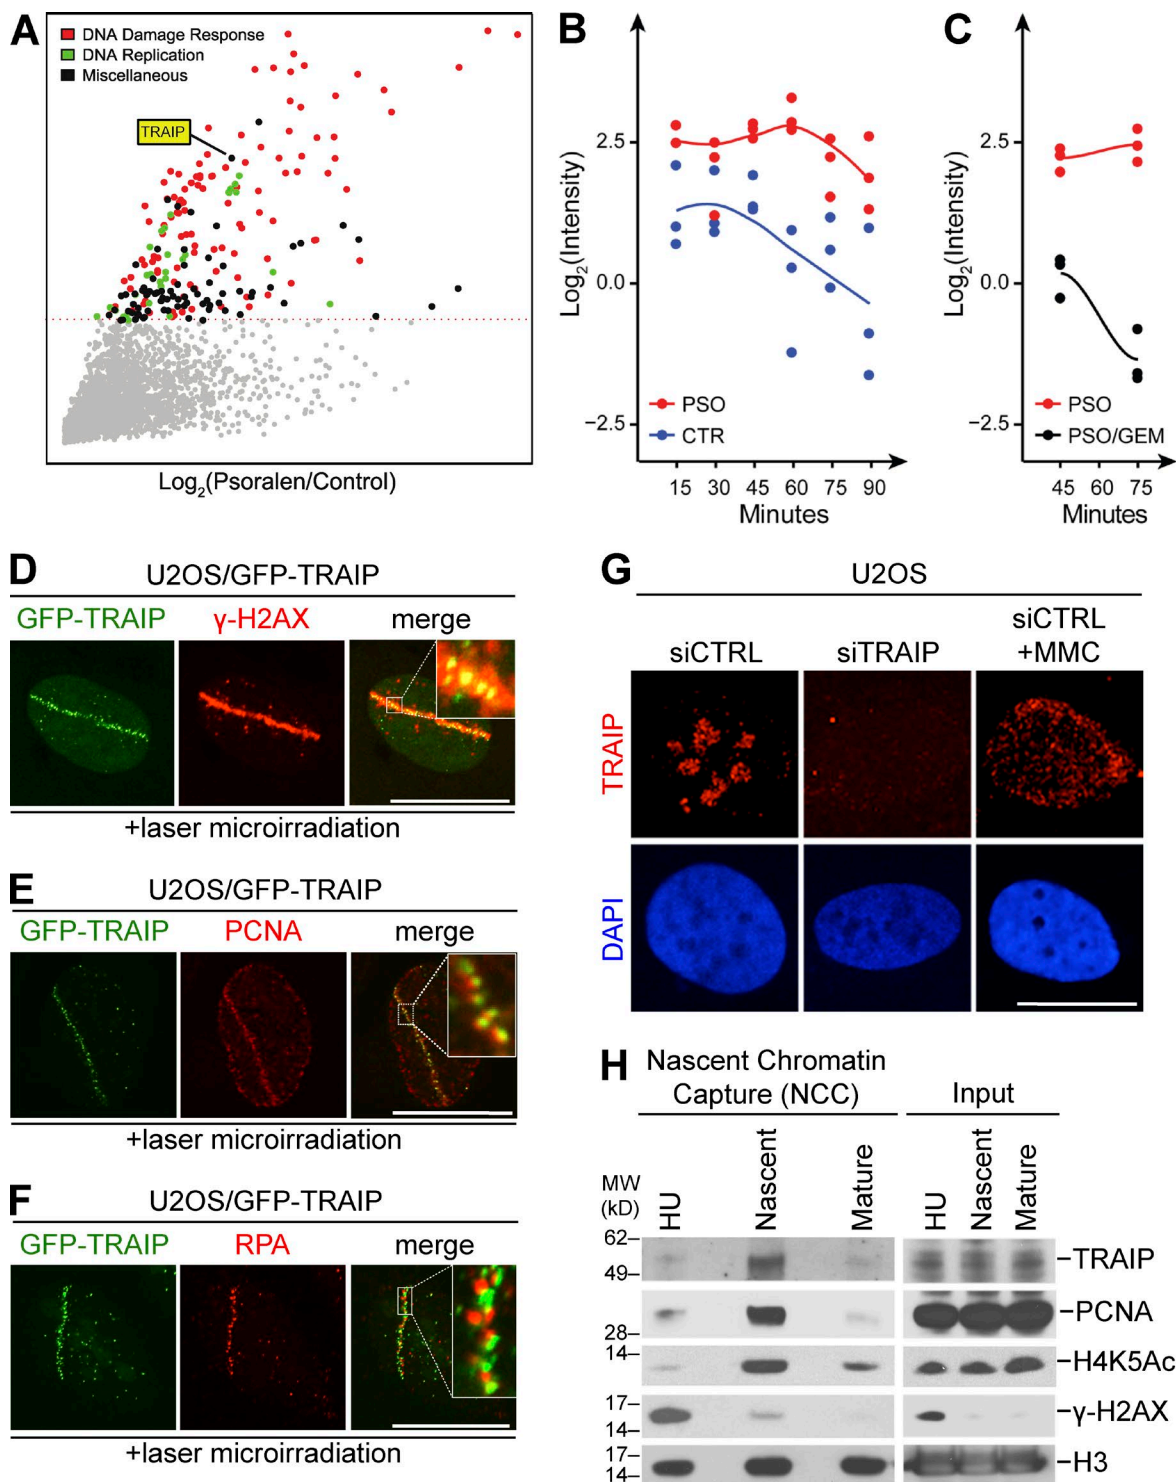 A
DNA Damage Response
DNA Replication
Miscellaneous
TRAIP
Log2(Psoralen/Control)
B
Log2(Intensity)
2.5
0.0
−2.5
PSO
CTR
15 30 45 60 75 90
Minutes
C
Log2(Intensity)
2.5
0.0
−2.5
PSO
PSO/GEM
45 60 75
Minutes
D
U2OS/GFP-TRAIP
GFP-TRAIP γ-H2AX merge
+laser microirradiation
E
U2OS/GFP-TRAIP
GFP-TRAIP PCNA merge
+laser microirradiation
F
U2OS/GFP-TRAIP
GFP-TRAIP RPA merge
+laser microirradiation
G
U2OS
siCTRL siTRAIP siCTRL
+MMC
TRAIP
DAPI
H
Nascent Chromatin
Capture (NCC) Input
MW
(kD)
HU Nascent Mature HU Nascent Mature
62–
49–
–TRAIP
28–
–PCNA
14–
–H4K5Ac
17–
14–
–γ-H2AX
17–
14–
–H3